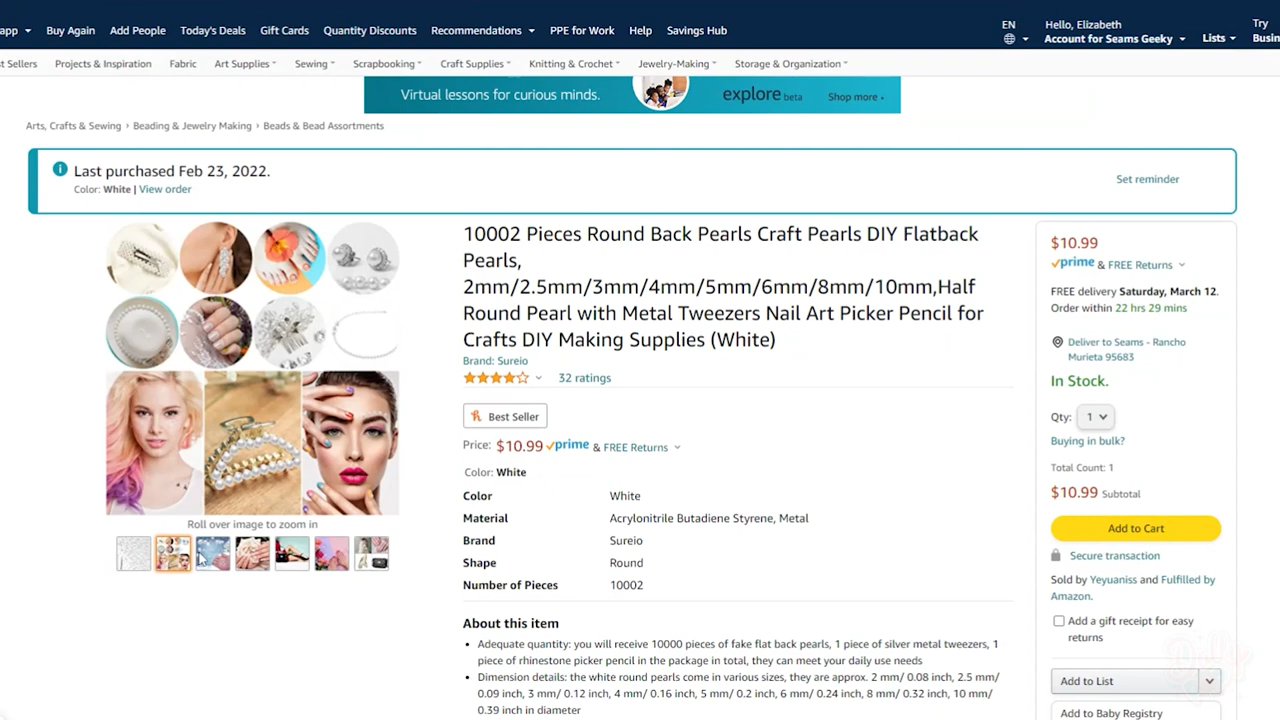 app
Buy Again
Add People
Today's Deals
Gift Cards
Quantity Discounts
Recommendations
PPE for Work
Help
Savings Hub
EN
Hello, Elizabeth
Account for Seams Geeky
Lists
Try
Busin
st Sellers
Projects & Inspiration
Fabric
Art Supplies
Sewing
Scrapbooking
Craft Supplies
Knitting & Crochet
Jewelry-Making
Storage & Organization
Virtual lessons for curious minds.
explore beta
Shop more
Arts, Crafts & Sewing › Beading & Jewelry Making › Beads & Bead Assortments
Last purchased Feb 23, 2022.
Color: White | View order
Set reminder
Roll over image to zoom in
10002 Pieces Round Back Pearls Craft Pearls DIY Flatback
Pearls,
2mm/2.5mm/3mm/4mm/5mm/6mm/8mm/10mm,Half
Round Pearl with Metal Tweezers Nail Art Picker Pencil for
Crafts DIY Making Supplies (White)
Brand: Sureio
32 ratings
Best Seller
Price: $10.99 prime & FREE Returns
Color: White
Color White
Material Acrylonitrile Butadiene Styrene, Metal
Brand Sureio
Shape Round
Number of Pieces 10002
About this item
• Adequate quantity: you will receive 10000 pieces of fake flat back pearls, 1 piece of silver metal tweezers, 1
piece of rhinestone picker pencil in the package in total, they can meet your daily use needs
• Dimension details: the white round pearls come in various sizes, they are approx. 2 mm/ 0.08 inch, 2.5 mm/
0.09 inch, 3 mm/ 0.12 inch, 4 mm/ 0.16 inch, 5 mm/ 0.2 inch, 6 mm/ 0.24 inch, 8 mm/ 0.32 inch, 10 mm/
0.39 inch in diameter
$10.99
prime & FREE Returns
FREE delivery Saturday, March 12.
Order within 22 hrs 29 mins
Deliver to Seams - Rancho
Murieta 95683
In Stock.
Qty: 1
Buying in bulk?
Total Count: 1
$10.99 Subtotal
Add to Cart
Secure transaction
Sold by Yeyuaniss and Fulfilled by
Amazon.
Add a gift receipt for easy
returns
Add to List
Add to Baby Registry